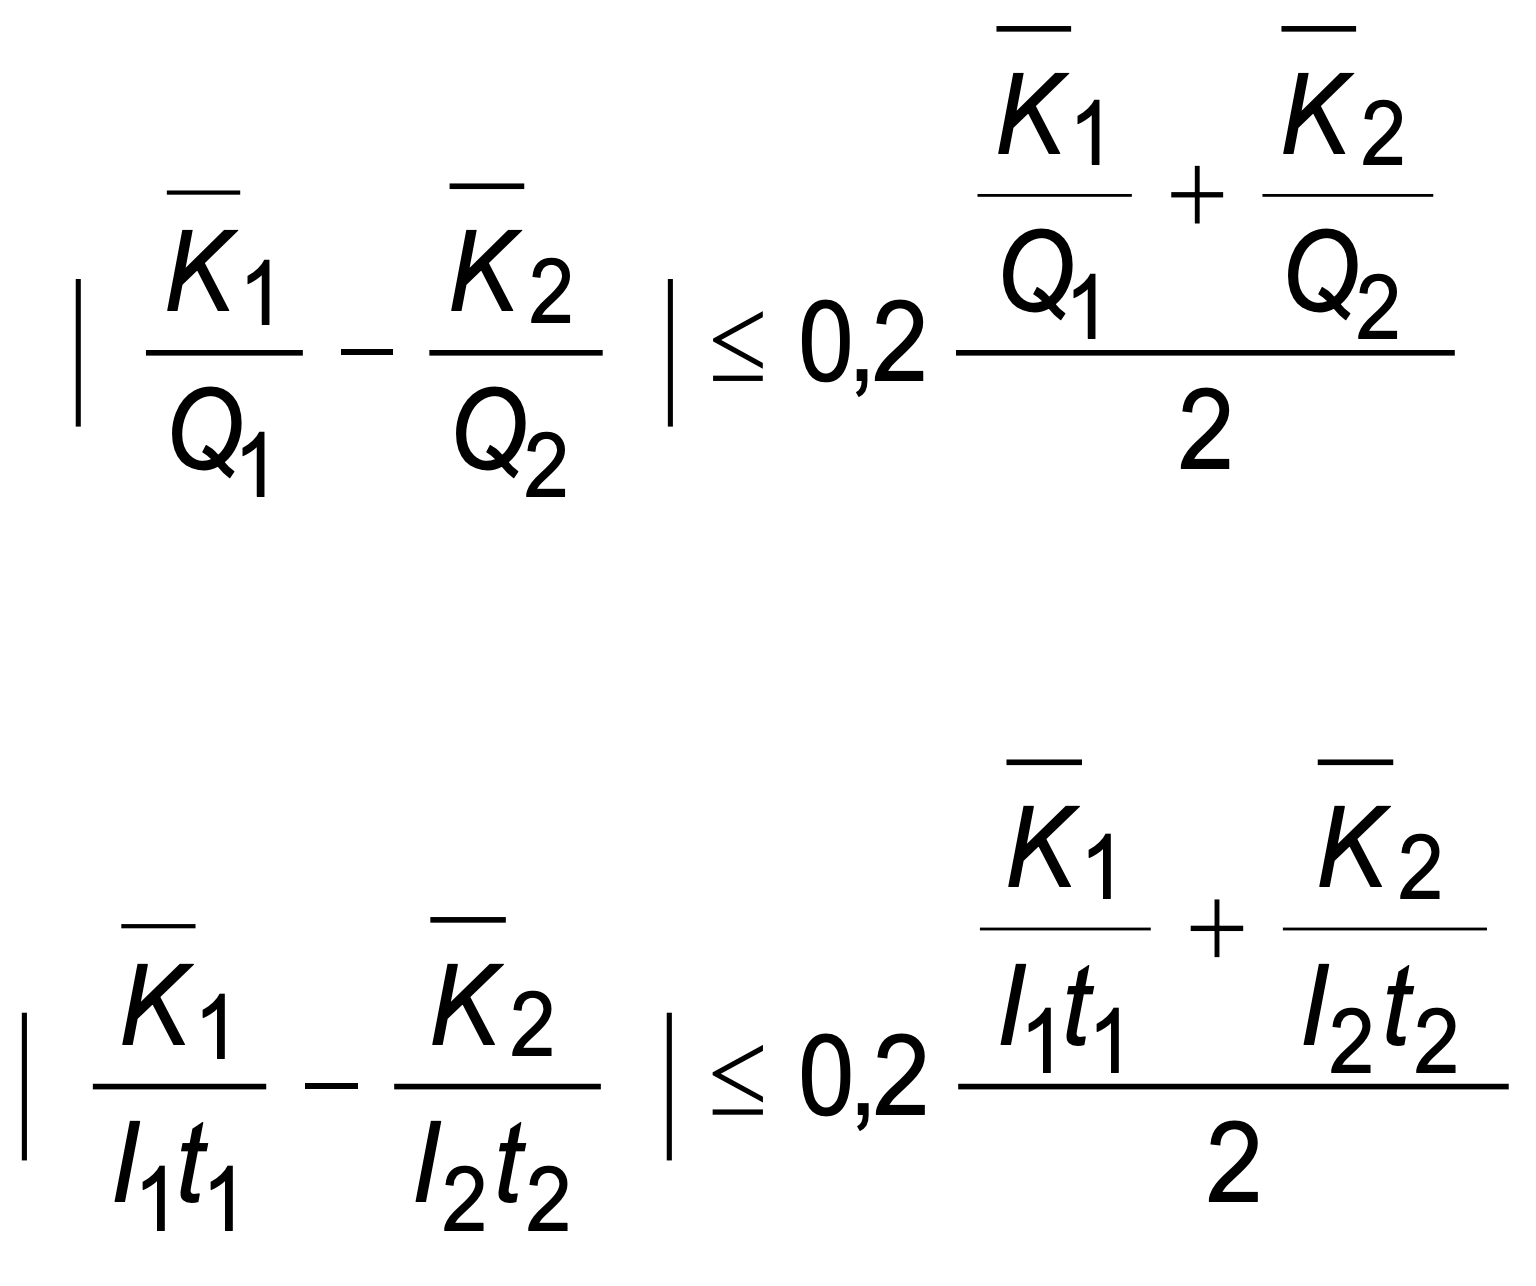 | K̅₁/Q₁ − K̅₂/Q₂ | ≤ 0,2 (K̅₁/Q₁ + K̅₂/Q₂)/2
| K̅₁/I₁t₁ − K̅₂/I₂t₂ | ≤ 0,2 (K̅₁/I₁t₁ + K̅₂/I₂t₂)/2